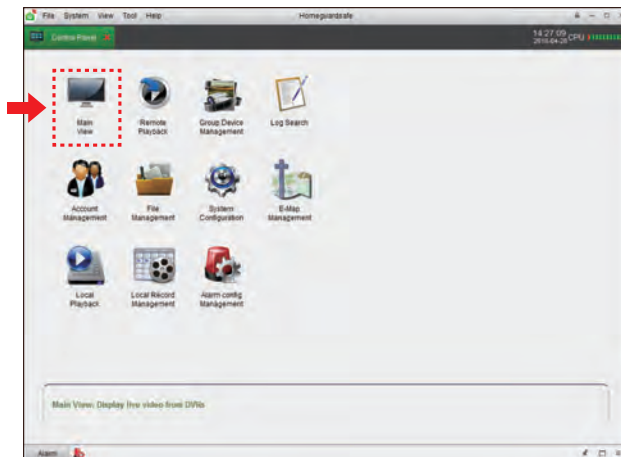 File System View Tool Help Homeguardsafe
Control Panel 14:27:09
2016-04-28 CPU
Main
View
Remote
Playback
Group Device
Management
Log Search
Account
Management
File
Management
System
Configuration
E-Map
Management
Local
Playback
Local Record
Management
Alarm config
Management
Main View: Display live video from DVRs
Alarm